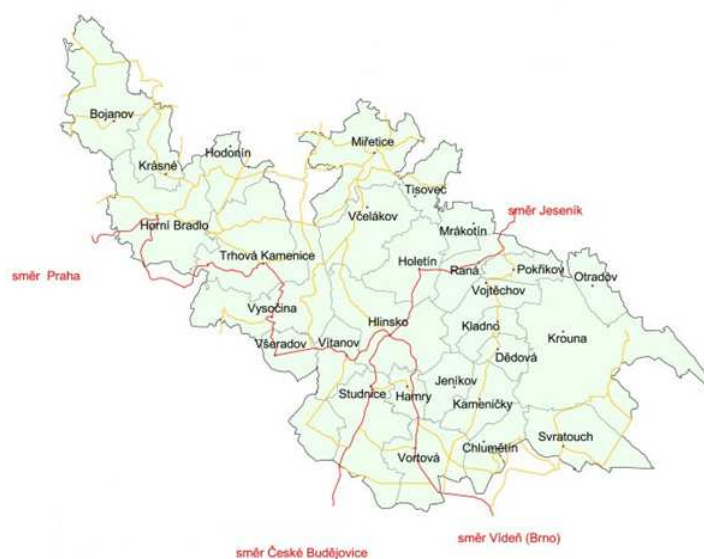 Bojanov
Miřetice
Hodonín
Krásné
Tisovec
Včelákov
směr Jeseník
Horní Bradlo
Mrákotín
Trhová Kamenice
Holetín
Raná
Pokřikov
Otradov
směr Praha
Vojtěchov
Vysočina
Hlinsko
Kladno
Krouna
Všeradov
Vítanov
Dědová
Studnice
Hamry
Jeníkov
Kameničky
Svratouch
Chlumětín
Vortová
směr České Budějovice
směr Vídeň (Brno)